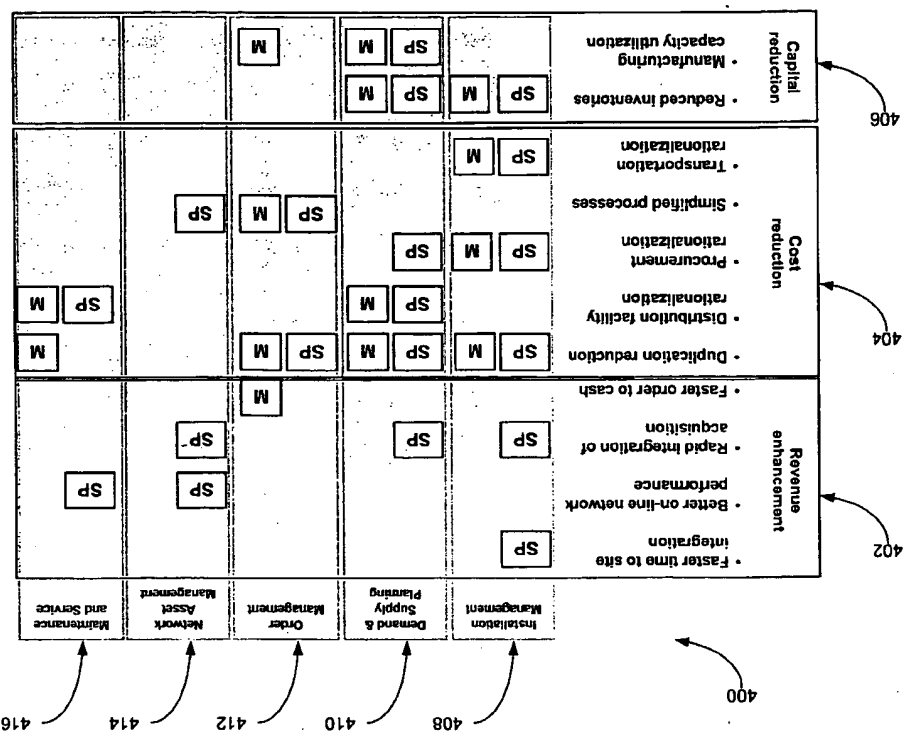 400
408
410
412
414
416
Installation
Management
Demand &
Supply
Planning
Order
Management
Network
Asset
Management
Maintenance
and Service
402
Revenue
enhancement
• Faster time to site
integration
SP
• Better on-line network
performance
SP SP
• Rapid integration of
acquisition
SP SP SP
• Faster order to cash
M
404
Cost
reduction
• Duplication reduction
SP M SP M SP M M
• Distribution facility
rationalization
SP M SP M
• Procurement
rationalization
SP M SP
• Simplified processes
SP M SP
• Transportation
rationalization
SP M
406
Capital
reduction
• Reduced inventories
SP M SP M
• Manufacturing
capacity utilization
SP M M